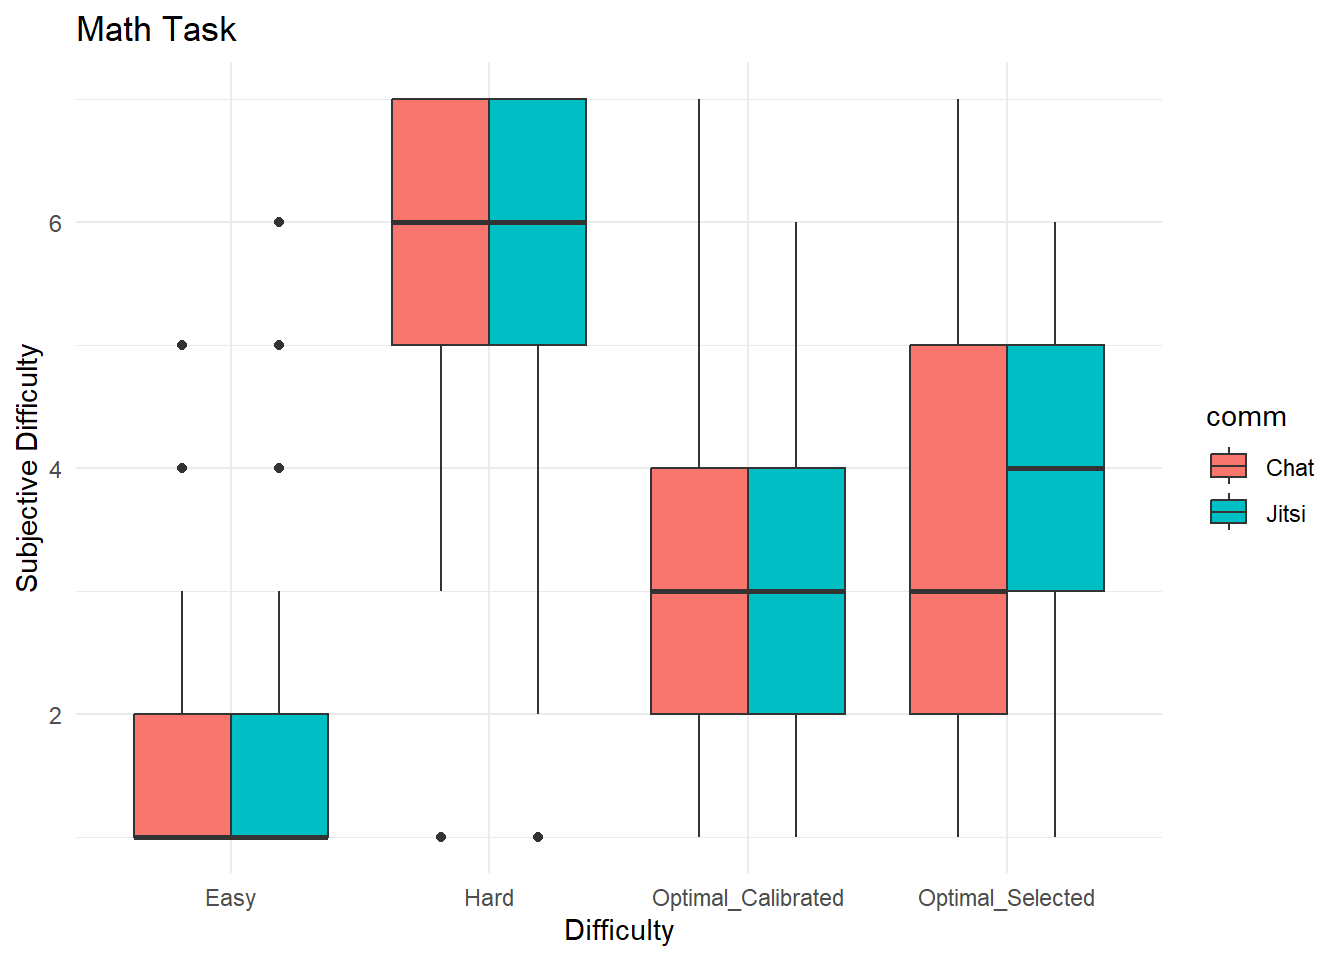 Math Task
Subjective Difficulty
6
4
2
Easy
Hard
Optimal_Calibrated
Optimal_Selected
Difficulty
comm
Chat
Jitsi